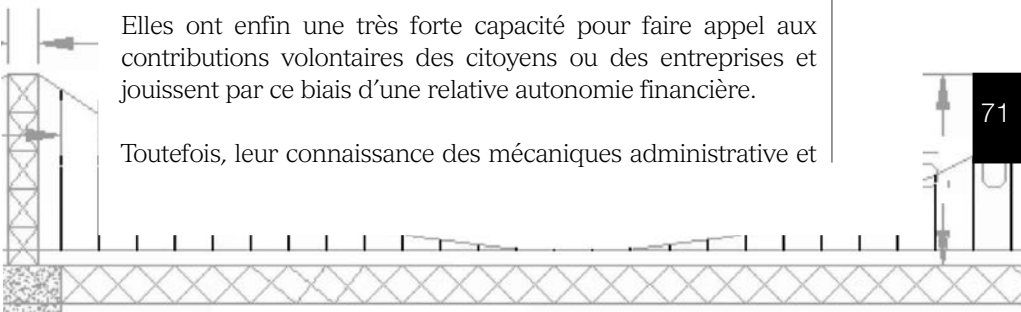 Elles ont enfin une très forte capacité pour faire appel aux
contributions volontaires des citoyens ou des entreprises et
jouissent par ce biais d’une relative autonomie financière.
71
Toutefois, leur connaissance des mécaniques administrative et